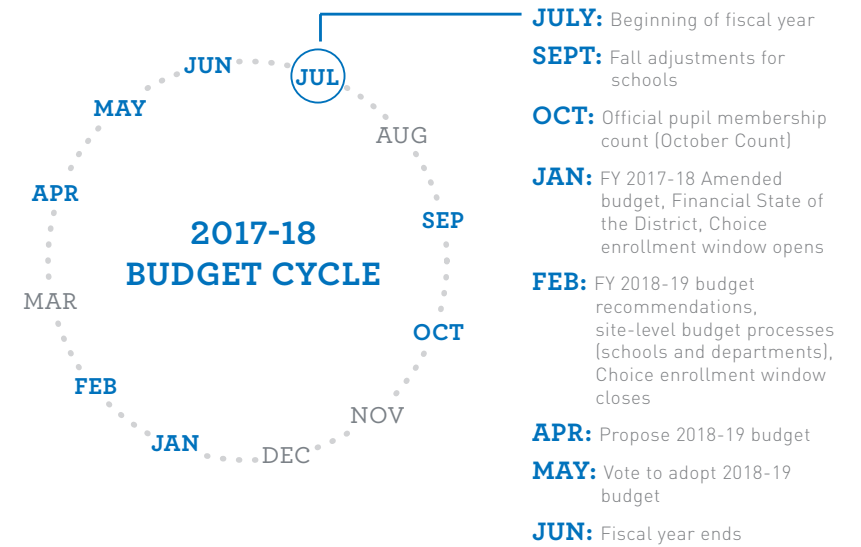 JUL
AUG
SEP
OCT
NOV
DEC
JAN
FEB
MAR
APR
MAY
JUN
2017-18
BUDGET CYCLE
JULY: Beginning of fiscal year
SEPT: Fall adjustments for
schools
OCT: Official pupil membership
count (October Count)
JAN: FY 2017-18 Amended
budget, Financial State of
the District, Choice
enrollment window opens
FEB: FY 2018-19 budget
recommendations,
site-level budget processes
(schools and departments),
Choice enrollment window
closes
APR: Propose 2018-19 budget
MAY: Vote to adopt 2018-19
budget
JUN: Fiscal year ends